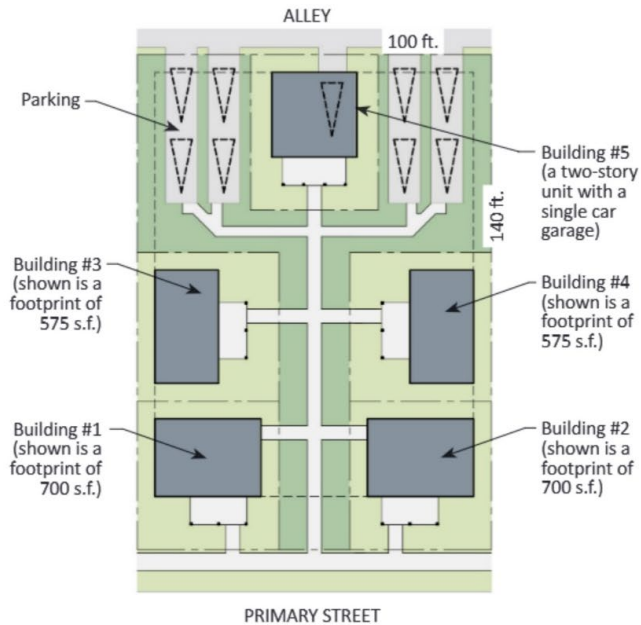 ALLEY
100 ft.
Parking
Building #5
(a two-story
unit with a
single car
garage)
140 ft.
Building #3
(shown is a
footprint of
575 s.f.)
Building #4
(shown is a
footprint of
575 s.f.)
Building #1
(shown is a
footprint of
700 s.f.)
Building #2
(shown is a
footprint of
700 s.f.)
PRIMARY STREET